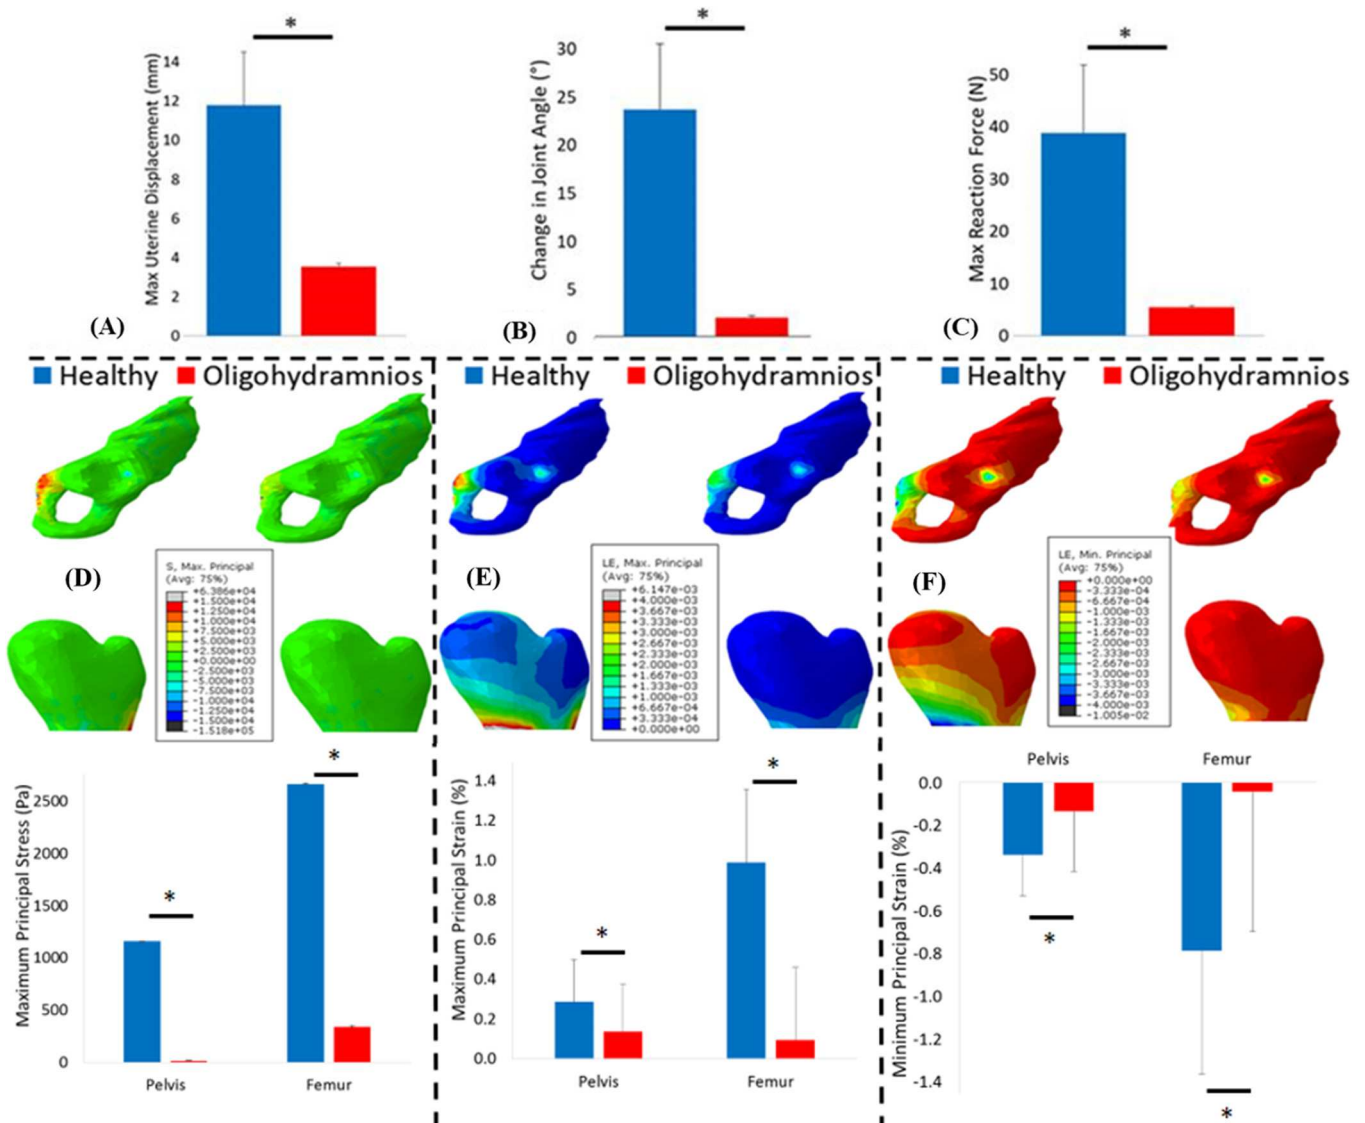 *
Max Uterine Displacement (mm)
14
12
10
8
6
4
2
0
(A)
*
Change in Joint Angle (°)
30
25
20
15
10
5
0
(B)
*
Max Reaction Force (N)
50
40
30
20
10
0
(C)
Healthy Oligohydramnios
Healthy Oligohydramnios
Healthy Oligohydramnios
(D)
S, Max. Principal
(Avg: 75%)
+6.386e+04
+1.500e+04
+1.250e+04
+1.000e+04
+7.500e+03
+5.000e+03
+2.500e+03
+0.000e+00
-2.500e+03
-5.000e+03
-7.500e+03
-1.000e+04
-1.250e+04
-1.500e+04
-1.518e+05
(E)
LE, Max. Principal
(Avg: 75%)
+6.147e-03
+4.000e-03
+3.667e-03
+3.333e-03
+3.000e-03
+2.667e-03
+2.333e-03
+2.000e-03
+1.667e-03
+1.333e-03
+1.000e-03
+6.667e-04
+3.333e-04
+0.000e+00
(F)
LE, Min. Principal
(Avg: 75%)
+0.000e+00
-3.333e-04
-6.667e-04
-1.000e-03
-1.333e-03
-1.667e-03
-2.000e-03
-2.333e-03
-2.667e-03
-3.000e-03
-3.333e-03
-3.667e-03
-4.000e-03
-1.005e-02
Maximum Principal Stress (Pa)
2500
2000
1500
1000
500
0
*
*
Pelvis Femur
Maximum Principal Strain (%)
1.4
1.2
1.0
0.8
0.6
0.4
0.2
0.0
*
*
Pelvis Femur
Pelvis Femur
Minimum Principal Strain (%)
0.0
-0.2
-0.4
-0.6
-0.8
-1.0
-1.2
-1.4
*
*